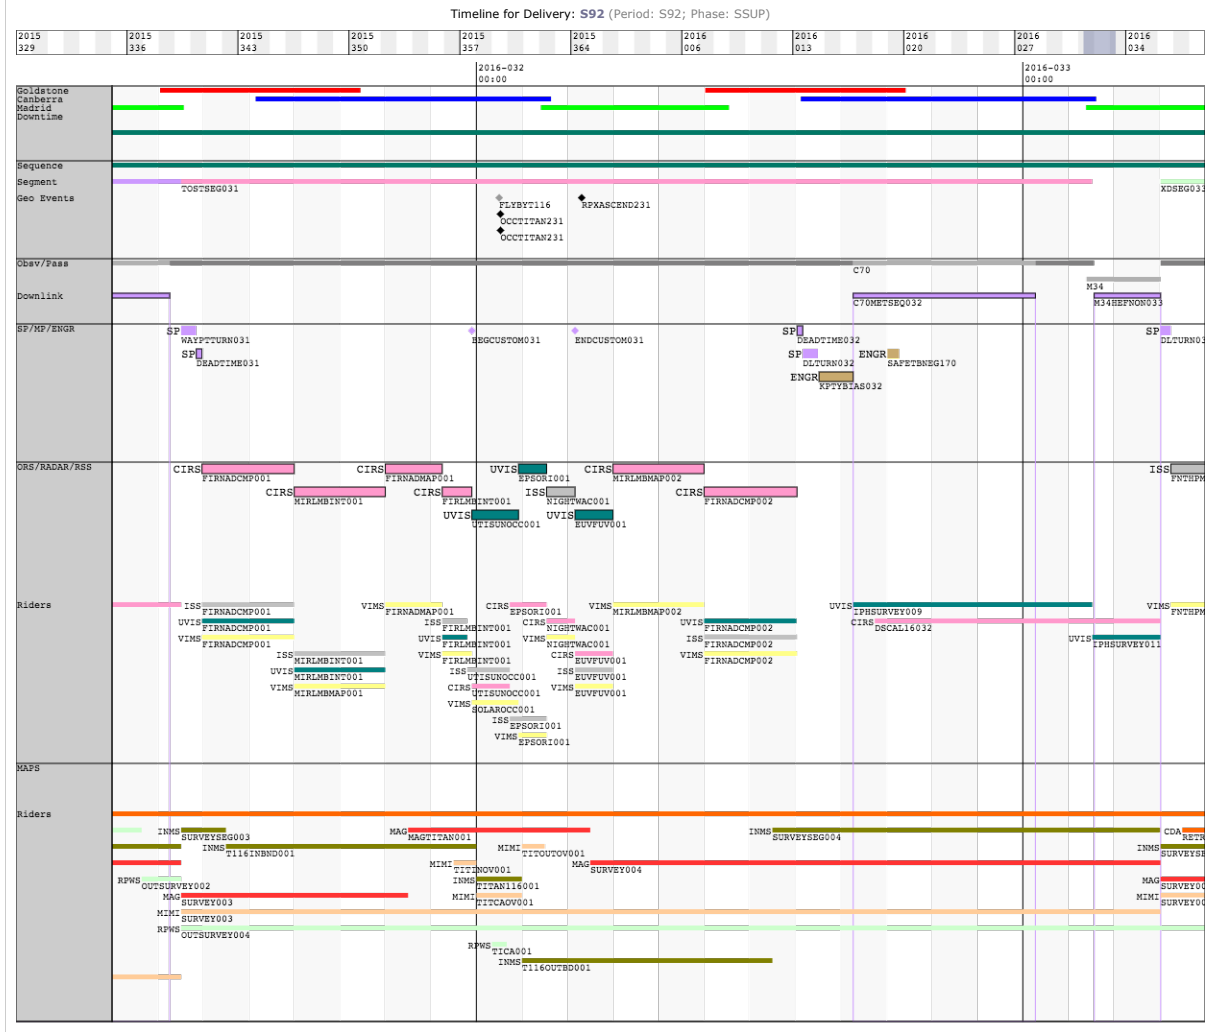 Timeline for Delivery: S92 (Period: S92; Phase: SSUP)
2015 2015 2015 2015 2015 2015 2016 2016 2016 2016 2016
329 336 343 350 357 364 006 013 020 027 034
2016-032 2016-033
00:00 00:00
Goldstone
Canberra
Madrid
Downtime
Sequence
Segment
TOSTSEG031 XDSEG033
Geo Events
FLYBYT116 RPXASCEND231
OCCTITAN231
OCCTITAN231
Obsv/Pass
C70
M34
Downlink
C70METSEQ032 M34HEFNON033
SP/MP/ENGR
SP SP SP
WAYPTTURN031 BEGCUSTOM031 ENDCUSTOM031 DEADTIME032 DLTURN03
SP SP ENGR
DEADTIME031 DLTURN032 SAFETBNEG170
ENGR
KPTYBIAS032
ORS/RADAR/RSS
CIRS CIRS UVIS CIRS ISS
FIRNADCMP001 FIRNADMAP001 EPSORI001 MIRLMBMAP001 FNTHPM
CIRS CIRS ISS CIRS
MIRLMBINT001 FIRLMBINT001 NIGHTWAC001 FIRNADCMP002
UVIS UVIS
UTISUNOCC001 EUVFUV001
Riders
ISS VIMS CIRS VIMS UVIS VIMS
FIRNADCMP001 FIRNADMAP001 EPSORI001 MIRLMBMAP002 IPHSURVEY009 FNTHPM
UVIS ISS CIRS UVIS CIRS
FIRNADCMP001 FIRLMBINT001 NIGHTWAC001 FIRNADCMP002 DSCAL16032
VIMS UVIS VIMS ISS UVIS
FIRNADCMP001 FIRLMBINT001 NIGHTWAC001 FIRNADCMP002 IPHSURVEY011
ISS VIMS CIRS VIMS
MIRLMBINT001 FIRLMBINT001 EUVFUV001 FIRNADCMP002
UVIS ISS ISS
MIRLMBINT001 UTISUNOCC001 EUVFUV001
VIMS CIRS VIMS
MIRLMBMAP001 UTISUNOCC001 EUVFUV001
VIMS
SOLAROCC001
ISS
EPSORI001
VIMS
EPSORI001
MAPS
Riders
INMS MAG INMS CDA
SURVEYSEG003 MAGTITAN001 SURVEYSEG004 RETR
INMS MIMI INMS
T116INBND001 TITOUTOV001 SURVEYSE
MIMI MAG
TITINOV001 SURVEY004
RPWS INMS MAG
OUTSURVEY002 TITAN116001 SURVEY00
MAG MIMI MIMI
SURVEY003 TITCAOV001 SURVEY00
MIMI
SURVEY003
RPWS
OUTSURVEY004
RPWS
TICA001
INMS
T116OUTBD001